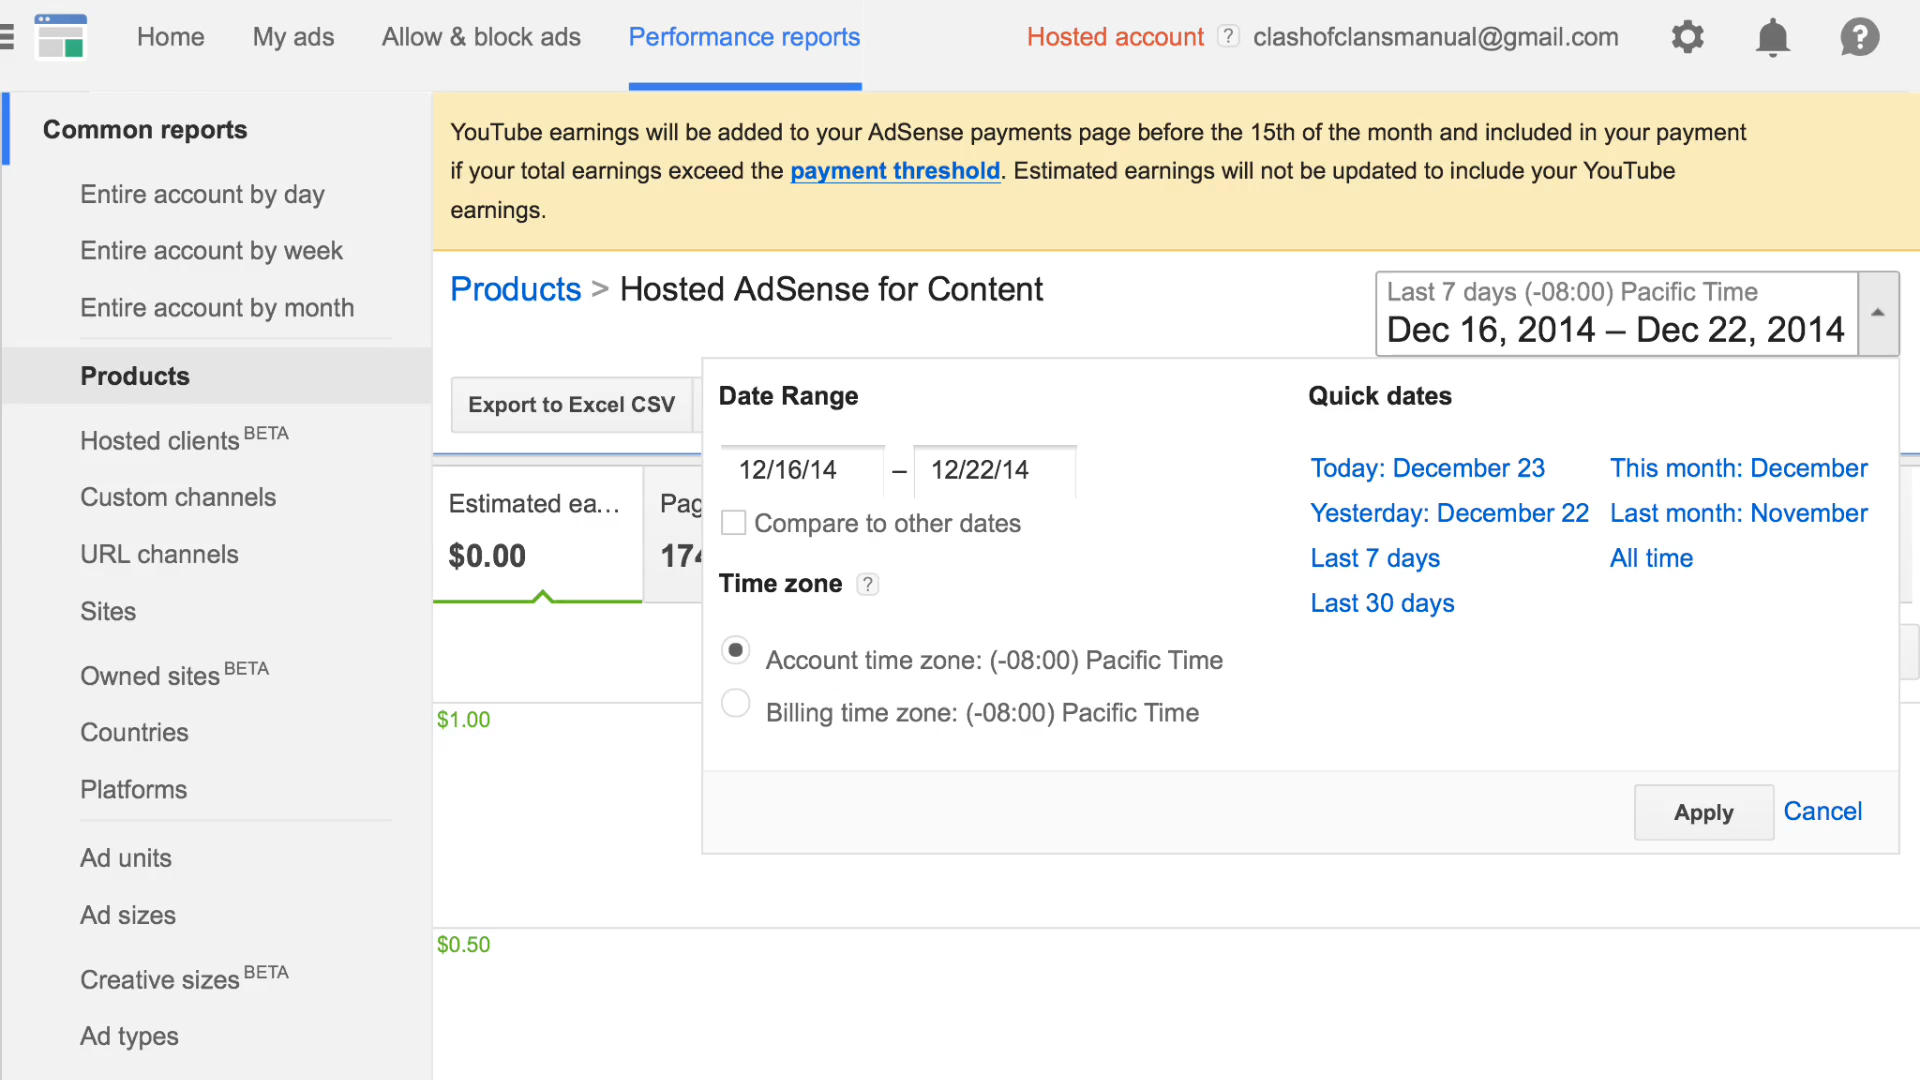 Home My ads Allow & block ads Performance reports Hosted account ? clashofclansmanual@gmail.com ?
Common reports
Entire account by day
Entire account by week
Entire account by month
Products
Hosted clients BETA
Custom channels
URL channels
Sites
Owned sites BETA
Countries
Platforms
Ad units
Ad sizes
Creative sizes BETA
Ad types
YouTube earnings will be added to your AdSense payments page before the 15th of the month and included in your payment
if your total earnings exceed the payment threshold. Estimated earnings will not be updated to include your YouTube
earnings.
Products > Hosted AdSense for Content
Last 7 days (-08:00) Pacific Time
Dec 16, 2014 – Dec 22, 2014
Export to Excel CSV
Estimated ea...
$0.00
Pag
174
$1.00
$0.50
Date Range
12/16/14 – 12/22/14
Compare to other dates
Time zone ?
Account time zone: (-08:00) Pacific Time
Billing time zone: (-08:00) Pacific Time
Quick dates
Today: December 23
Yesterday: December 22
Last 7 days
Last 30 days
This month: December
Last month: November
All time
Apply Cancel